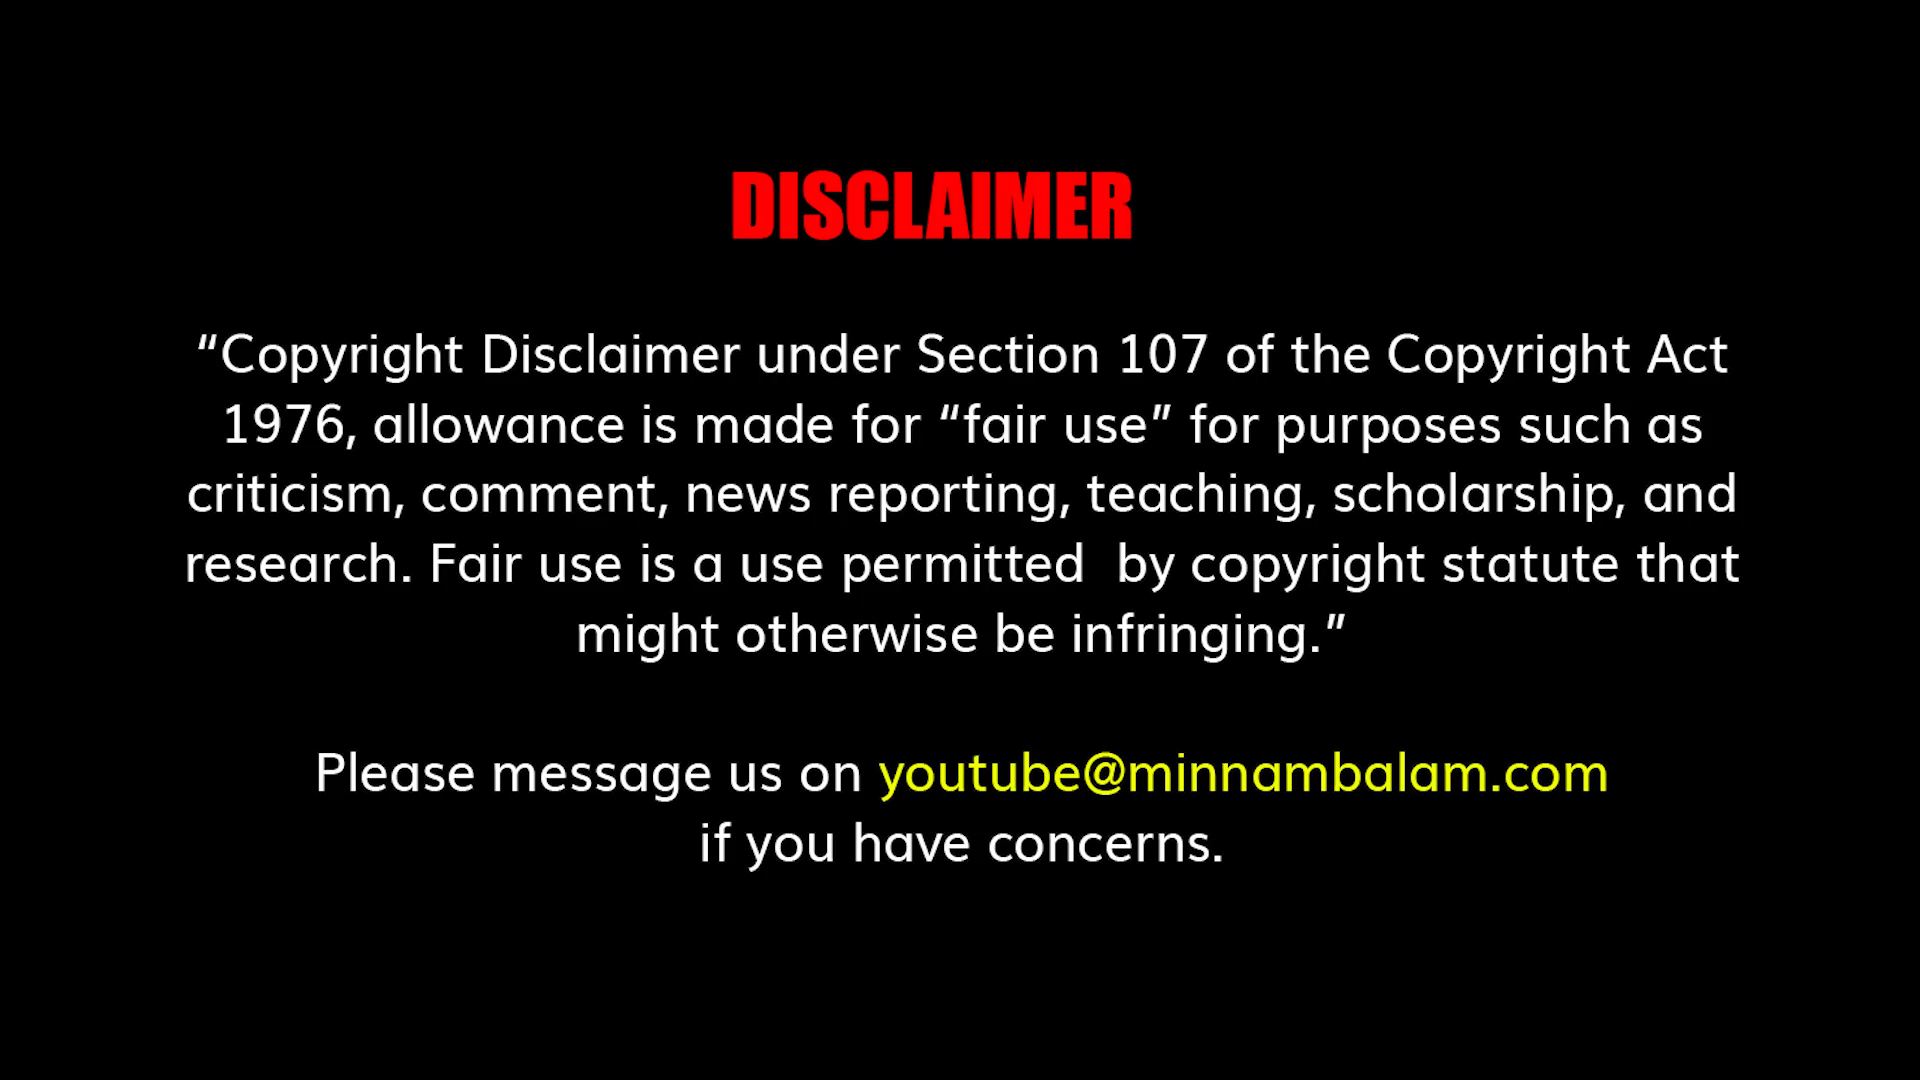 DISCLAIMER
“Copyright Disclaimer under Section 107 of the Copyright Act
1976, allowance is made for “fair use” for purposes such as
criticism, comment, news reporting, teaching, scholarship, and
research. Fair use is a use permitted  by copyright statute that
might otherwise be infringing.”
Please message us on youtube@minnambalam.com
if you have concerns.